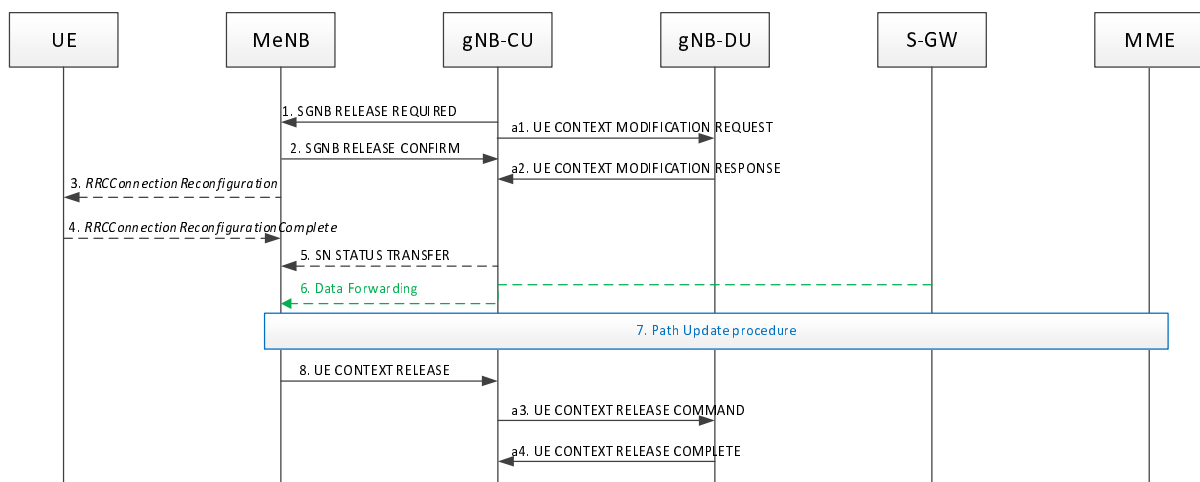 UE
MeNB
gNB-CU
gNB-DU
S-GW
MME
1. SGNB RELEASE REQUIRED
a1. UE CONTEXT MODIFICATION REQUEST
2. SGNB RELEASE CONFIRM
a2. UE CONTEXT MODIFICATION RESPONSE
3. RRCConnectionReconfiguration
4. RRCConnectionReconfigurationComplete
5. SN STATUS TRANSFER
6. Data Forwarding
7. Path Update procedure
8. UE CONTEXT RELEASE
a3. UE CONTEXT RELEASE COMMAND
a4. UE CONTEXT RELEASE COMPLETE